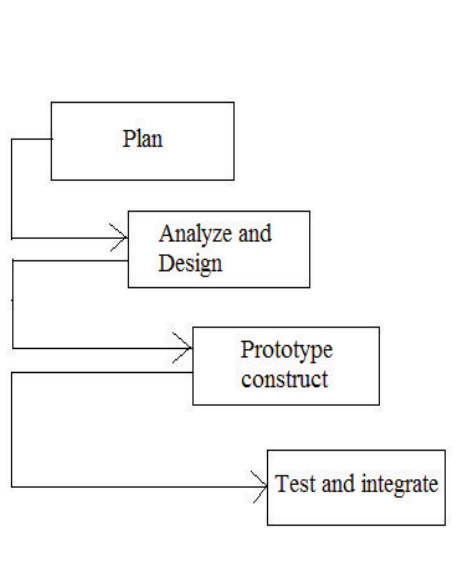 Plan
Analyze and
Design
Prototype
construct
Test and integrate